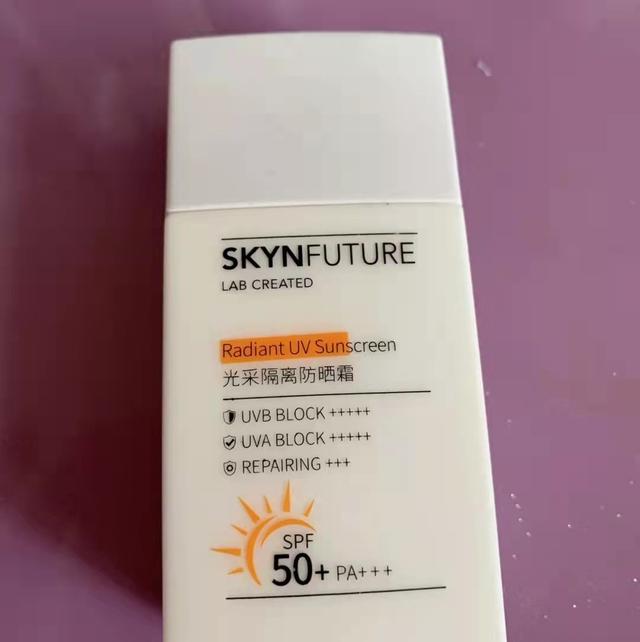 SKYNFUTURE
LAB CREATED
Radiant UV Sunscreen
光采隔离防晒霜
UVB BLOCK +++++
UVA BLOCK +++++
REPAIRING +++
SPF
50+ PA+++